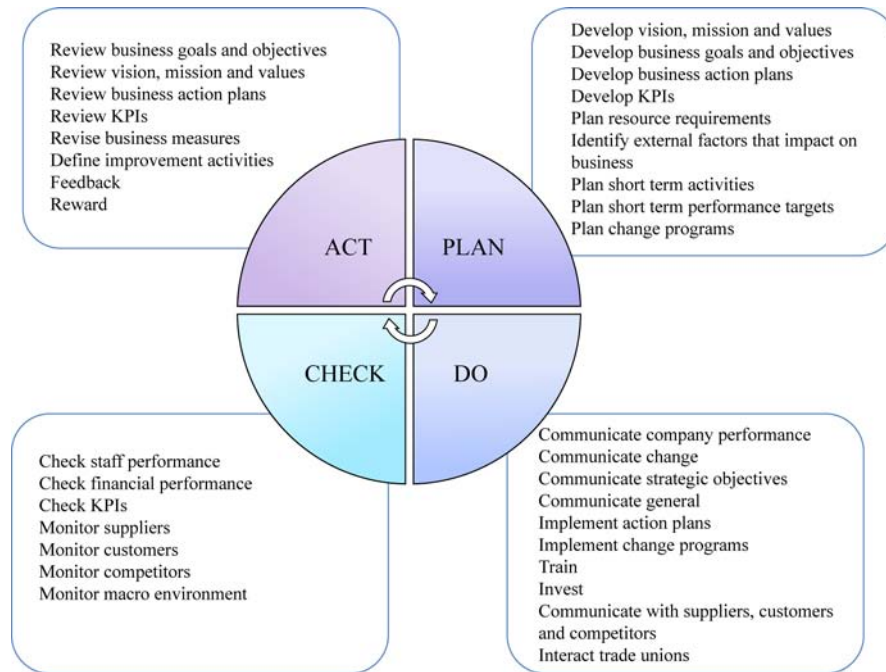 Review business goals and objectives
Review vision, mission and values
Review business action plans
Review KPIs
Revise business measures
Define improvement activities
Feedback
Reward
Develop vision, mission and values
Develop business goals and objectives
Develop business action plans
Develop KPIs
Plan resource requirements
Identify external factors that impact on
business
Plan short term activities
Plan short term performance targets
Plan change programs
ACT
PLAN
CHECK
DO
Check staff performance
Check financial performance
Check KPIs
Monitor suppliers
Monitor customers
Monitor competitors
Monitor macro environment
Communicate company performance
Communicate change
Communicate strategic objectives
Communicate general
Implement action plans
Implement change programs
Train
Invest
Communicate with suppliers, customers
and competitors
Interact trade unions